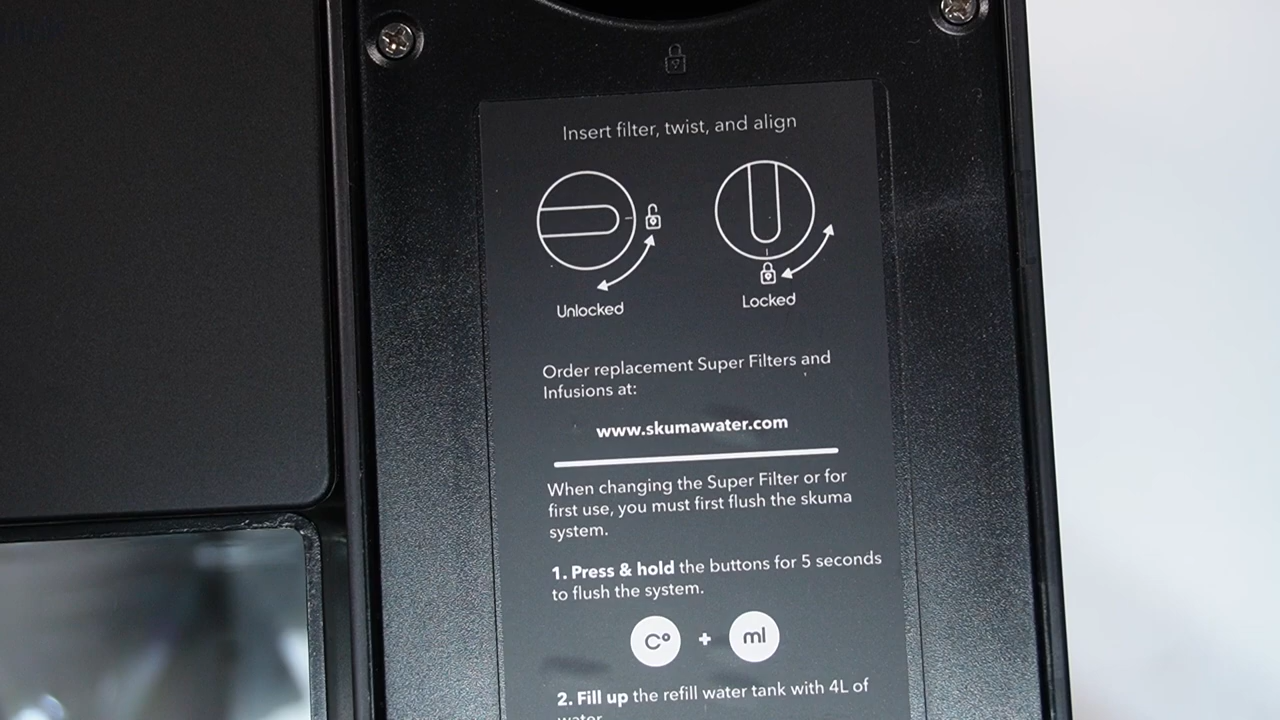 Insert filter, twist, and align
Unlocked
Locked
Order replacement Super Filters and
Infusions at:
www.skumawater.com
When changing the Super Filter or for
first use, you must first flush the skuma
system.
1. Press & hold the buttons for 5 seconds
to flush the system.
C° + ml
2. Fill up the refill water tank with 4L of
water